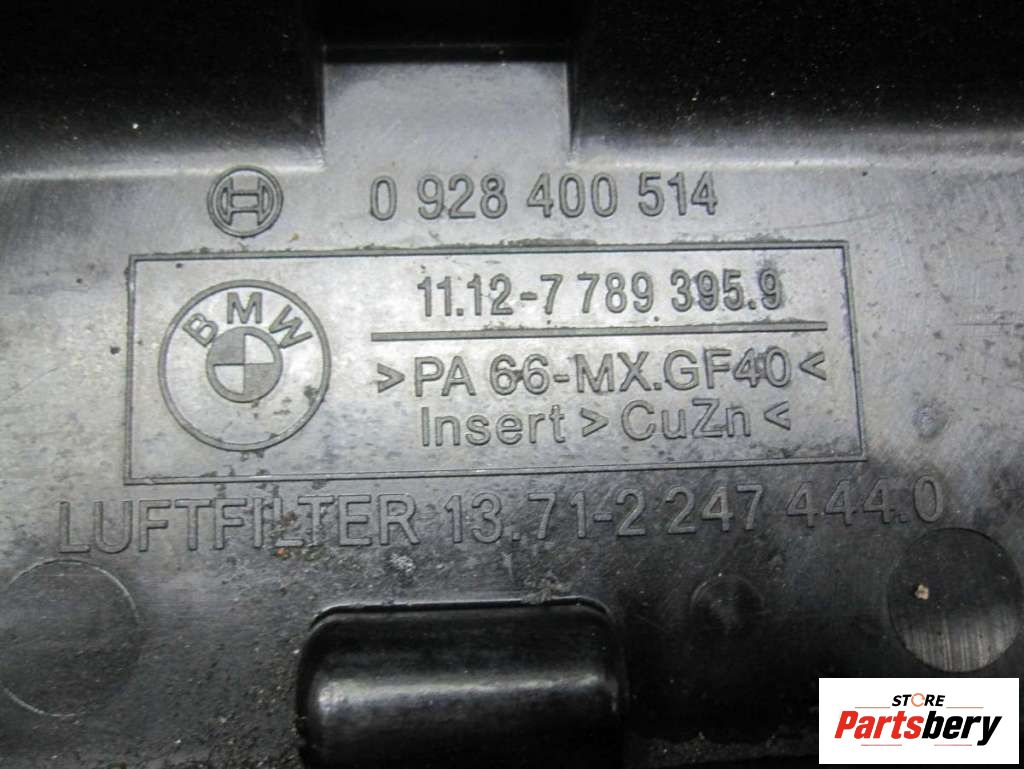 0 928 400 514
BMW
11.12-7 789 395.9
>PA 66-MX.GF40<
Insert >CuZn<
LUFTFILTER 13.71-2 247 444.0
STORE
Partsbery